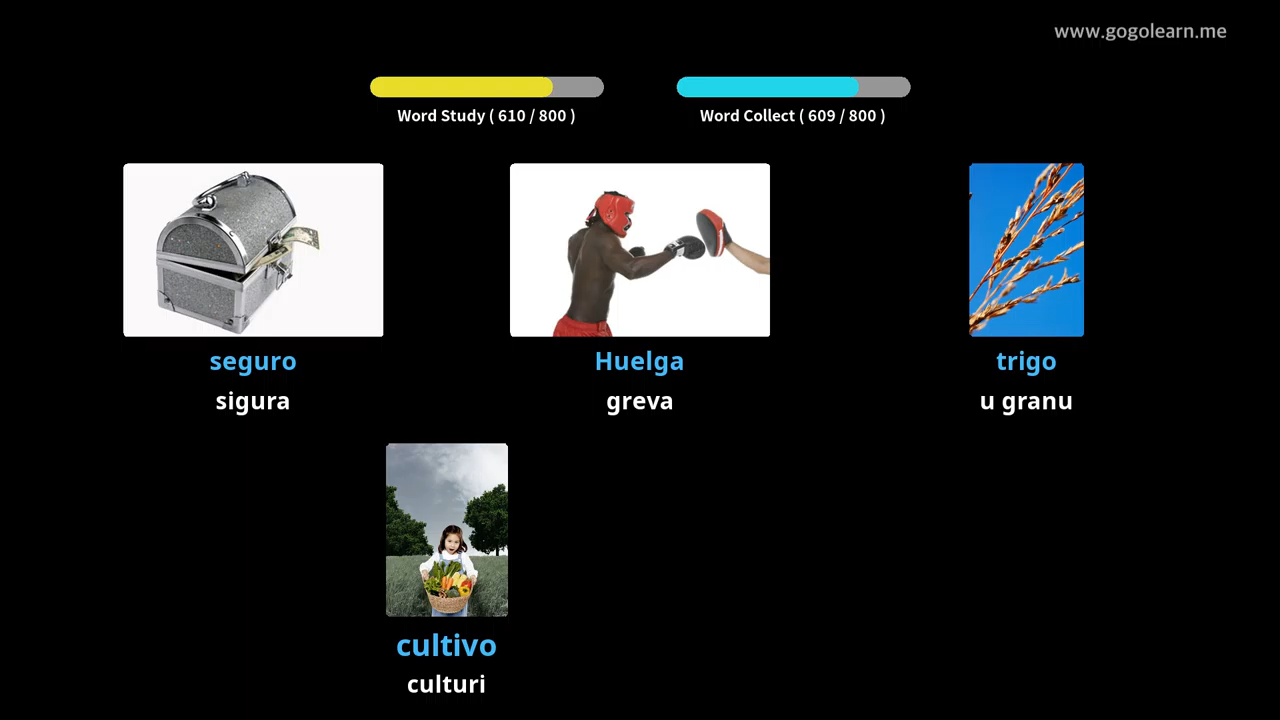 www.gogolearn.me
Word Study ( 610 / 800 )
Word Collect ( 609 / 800 )
seguro
Huelga
trigo
sigura
greva
u granu
cultivo
culturi